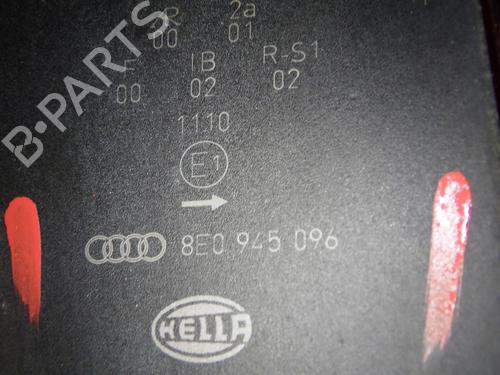 B-PARTS
R 2a
00 01
F IB R-S1
00 02 02
1110
E1
8E0 945 096
HELLA